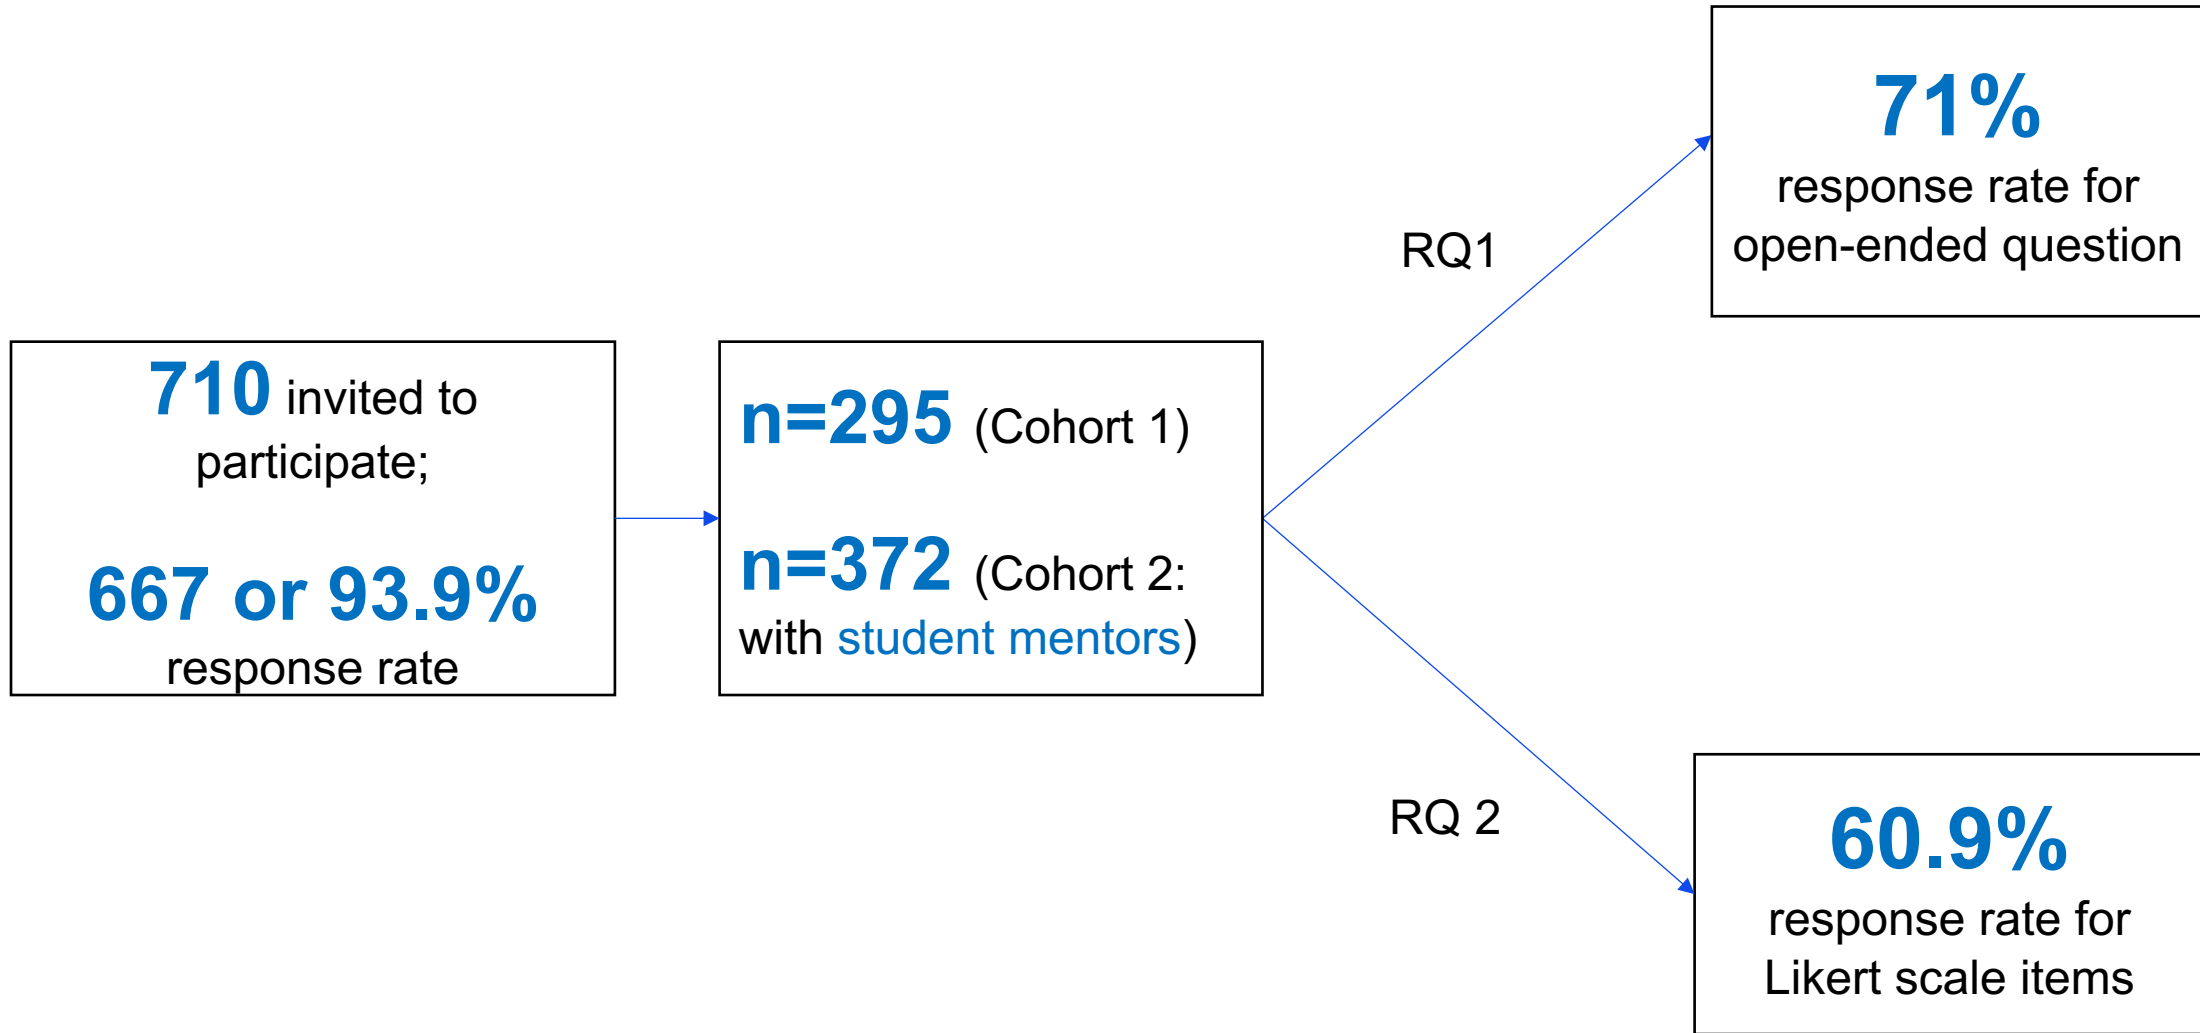 710 invited to
participate;
667 or 93.9%
response rate
n=295 (Cohort 1)
n=372 (Cohort 2:
with student mentors)
RQ1
71%
response rate for
open-ended question
RQ 2
60.9%
response rate for
Likert scale items